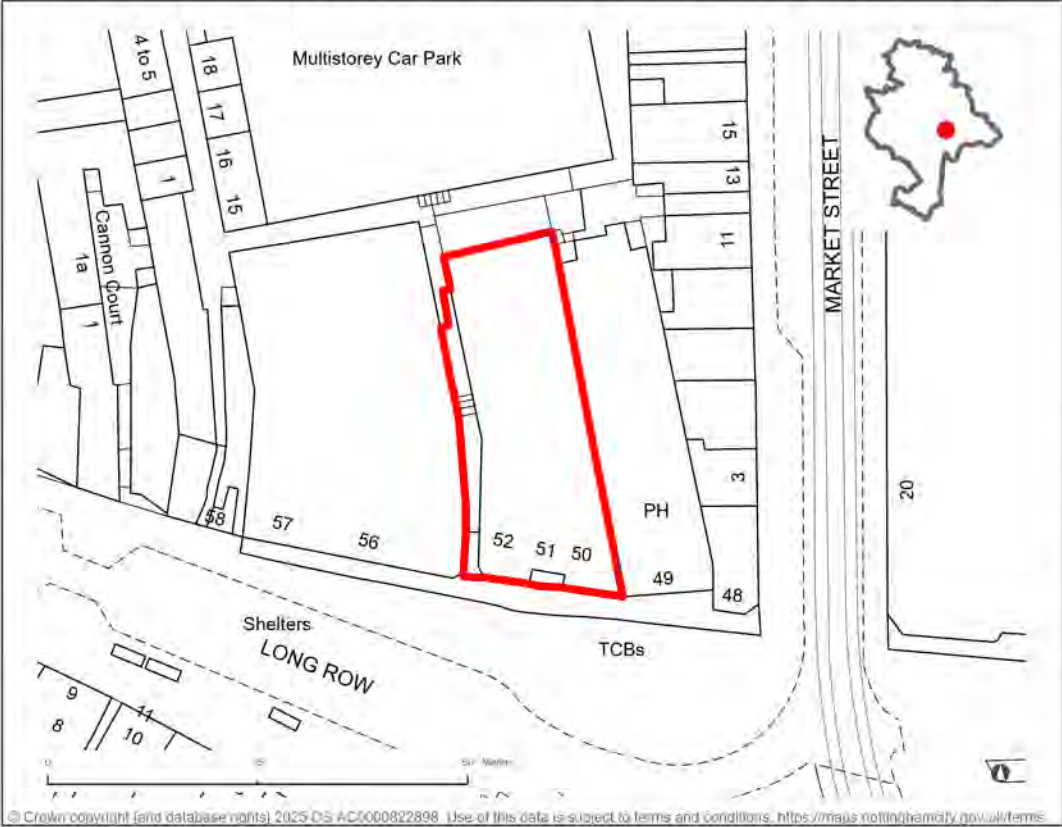 Multistorey Car Park
4 to 5
18
17
16
15
1
Cannon Court
1a
1
15
13
11
3
MARKET STREET
20
58
57
56
52
51
50
PH
49
48
Shelters
LONG ROW
TCBs
9
8
11
10
0
© Crown copyright (and database rights) 2025 OS AC0000822898. Use of this data is subject to terms and conditions, https://maps.nottinghamcity.gov.uk/terms.